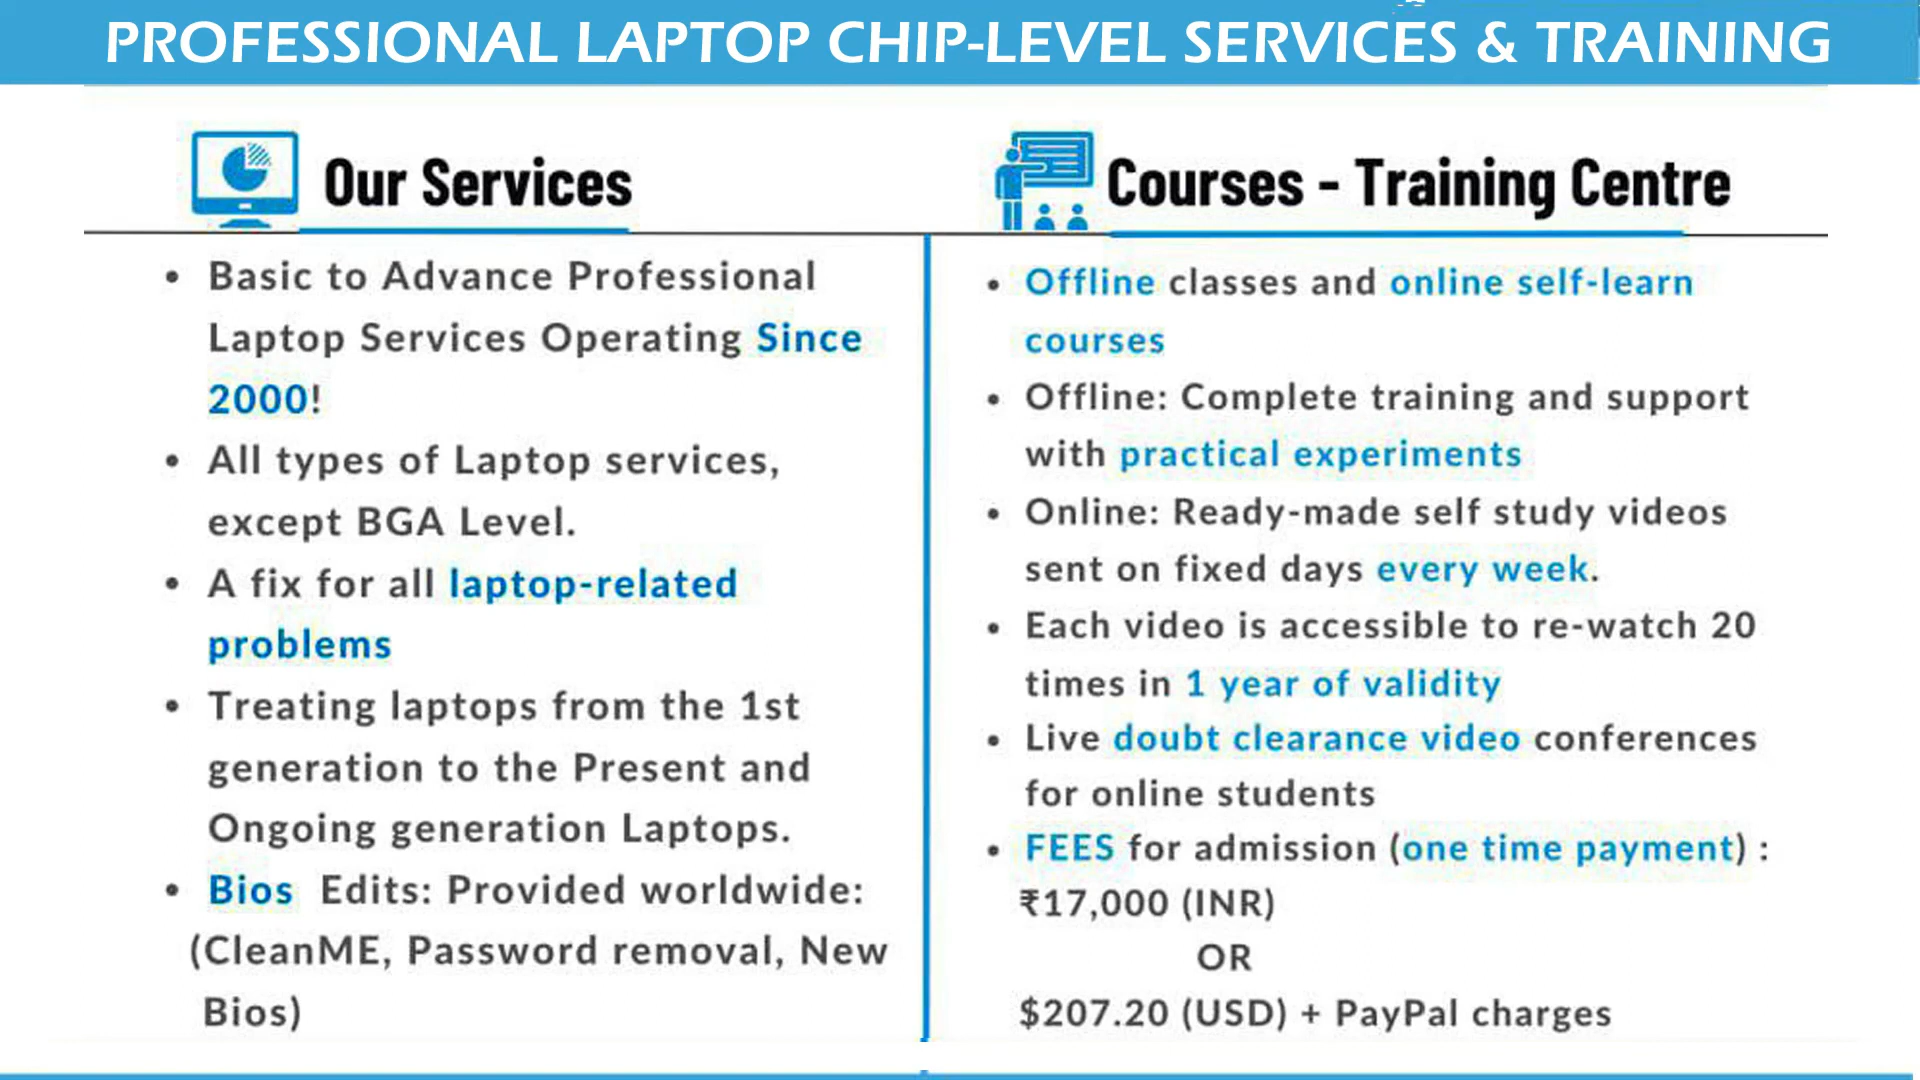 PROFESSIONAL LAPTOP CHIP-LEVEL SERVICES & TRAINING
Our Services
• Basic to Advance Professional
Laptop Services Operating Since
2000!
• All types of Laptop services,
except BGA Level.
• A fix for all laptop-related
problems
• Treating laptops from the 1st
generation to the Present and
Ongoing generation Laptops.
• Bios Edits: Provided worldwide:
(CleanME, Password removal, New
Bios)
Courses - Training Centre
• Offline classes and online self-learn
courses
• Offline: Complete training and support
with practical experiments
• Online: Ready-made self study videos
sent on fixed days every week.
• Each video is accessible to re-watch 20
times in 1 year of validity
• Live doubt clearance video conferences
for online students
• FEES for admission (one time payment) :
₹17,000 (INR)
OR
$207.20 (USD) + PayPal charges